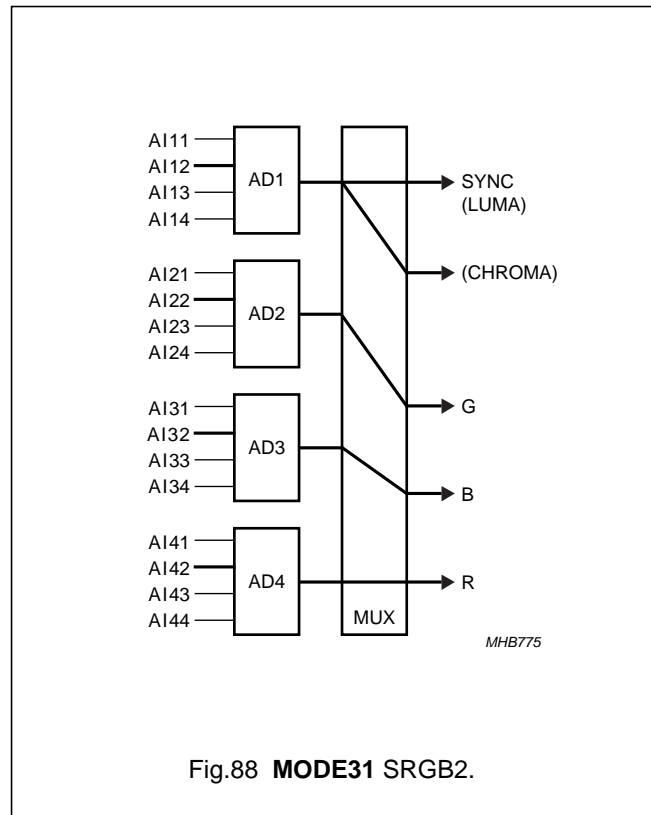 AI11
AI12
AI13
AI14
AD1
SYNC
(LUMA)
(CHROMA)
AI21
AI22
AI23
AI24
AD2
G
AI31
AI32
AI33
AI34
AD3
B
AI41
AI42
AI43
AI44
AD4
R
MUX
MHB775
Fig.88 MODE31 SRGB2.